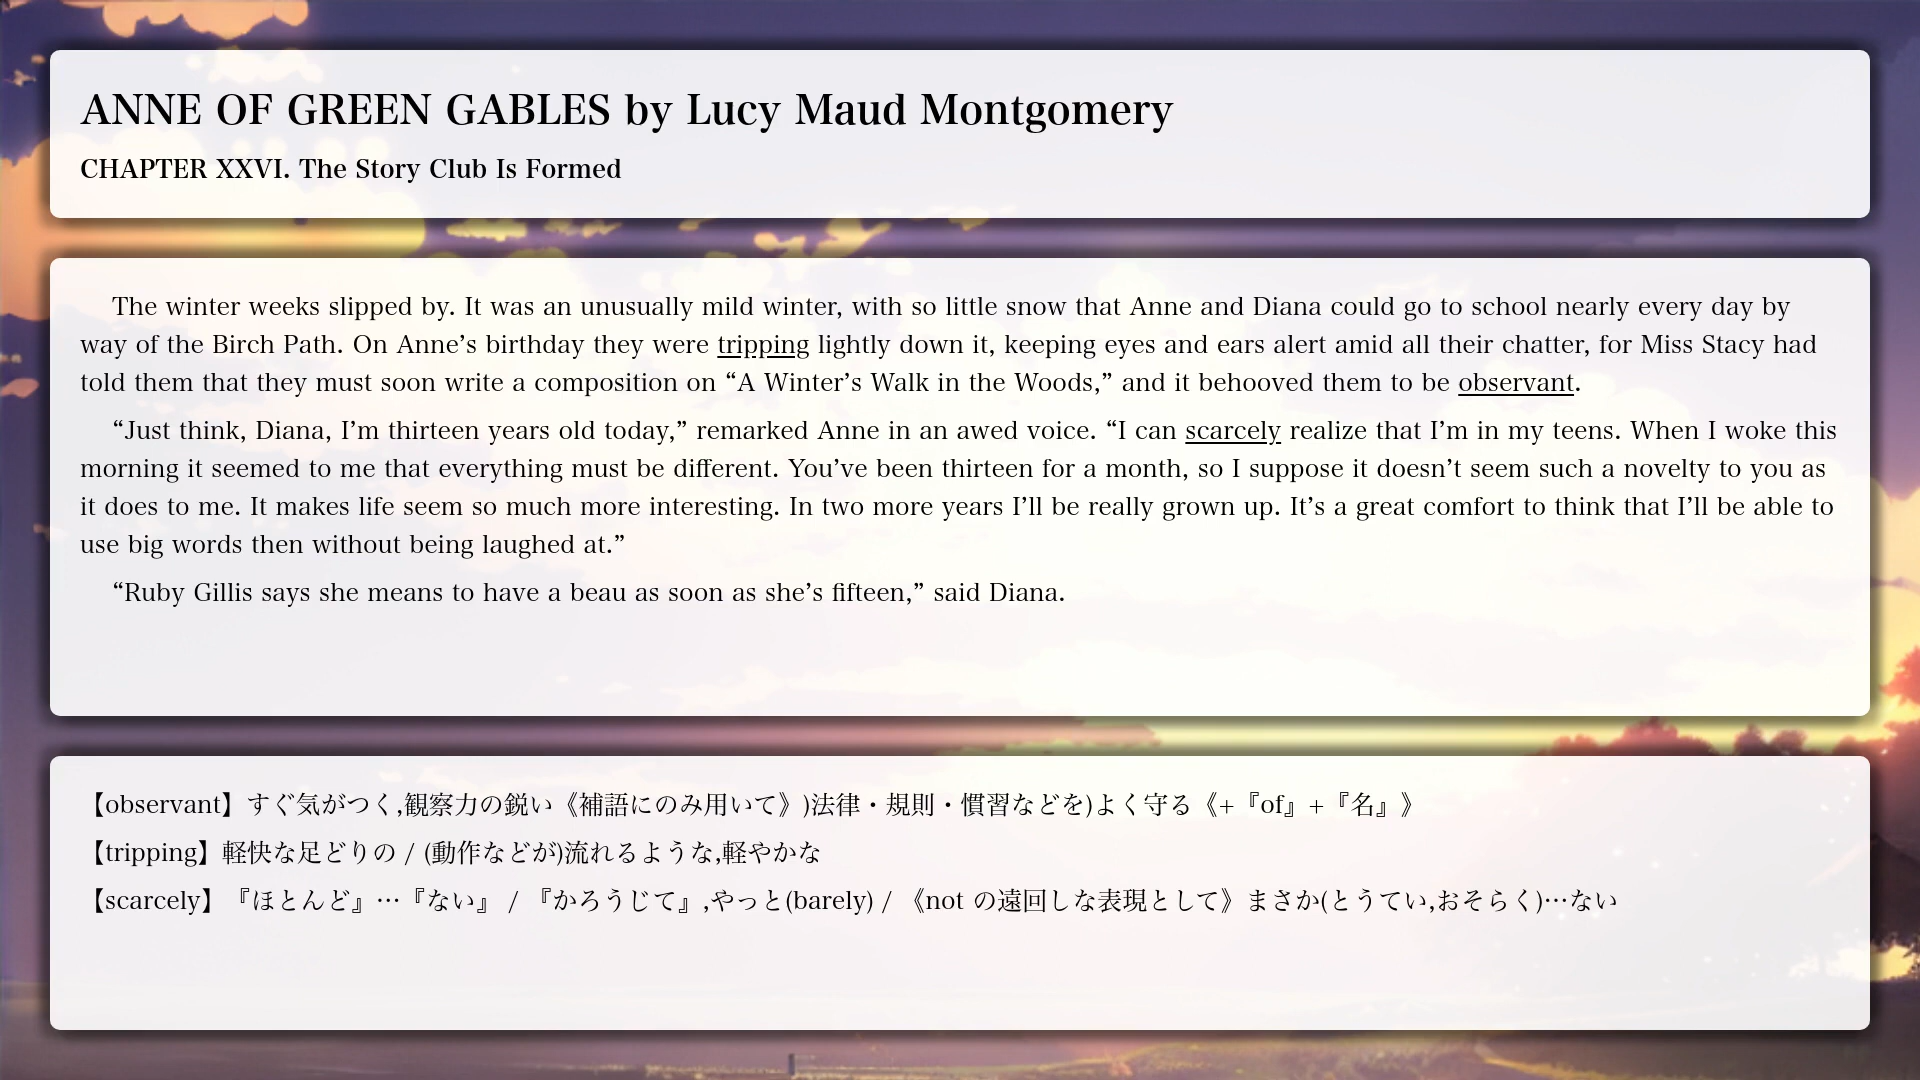 ANNE OF GREEN GABLES by Lucy Maud Montgomery
CHAPTER XXVI. The Story Club Is Formed
The winter weeks slipped by. It was an unusually mild winter, with so little snow that Anne and Diana could go to school nearly every day by
way of the Birch Path. On Anne’s birthday they were tripping lightly down it, keeping eyes and ears alert amid all their chatter, for Miss Stacy had
told them that they must soon write a composition on “A Winter’s Walk in the Woods,” and it behooved them to be observant.
“Just think, Diana, I’m thirteen years old today,” remarked Anne in an awed voice. “I can scarcely realize that I’m in my teens. When I woke this
morning it seemed to me that everything must be different. You’ve been thirteen for a month, so I suppose it doesn’t seem such a novelty to you as
it does to me. It makes life seem so much more interesting. In two more years I’ll be really grown up. It’s a great comfort to think that I’ll be able to
use big words then without being laughed at.”
“Ruby Gillis says she means to have a beau as soon as she’s fifteen,” said Diana.
【observant】すぐ気がつく,観察力の鋭い《補語にのみ用いて》)法律・規則・慣習などを)よく守る《+『of』+『名』》
【tripping】軽快な足どりの / (動作などが)流れるような,軽やかな
【scarcely】『ほとんど』…『ない』 / 『かろうじて』,やっと(barely) / 《not の遠回しな表現として》まさか(とうてい,おそらく)…ない